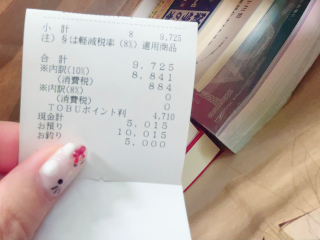 小 計 8 9,725
注）※は軽減税率（8%）適用商品
合 計 9,725
※内訳(10%) 8,841
(消費税) 884
※内訳(8%) 0
(消費税) 0
TOBUポイント利 4,710
現金計 5,015
お預り 10,015
お釣り 5,000